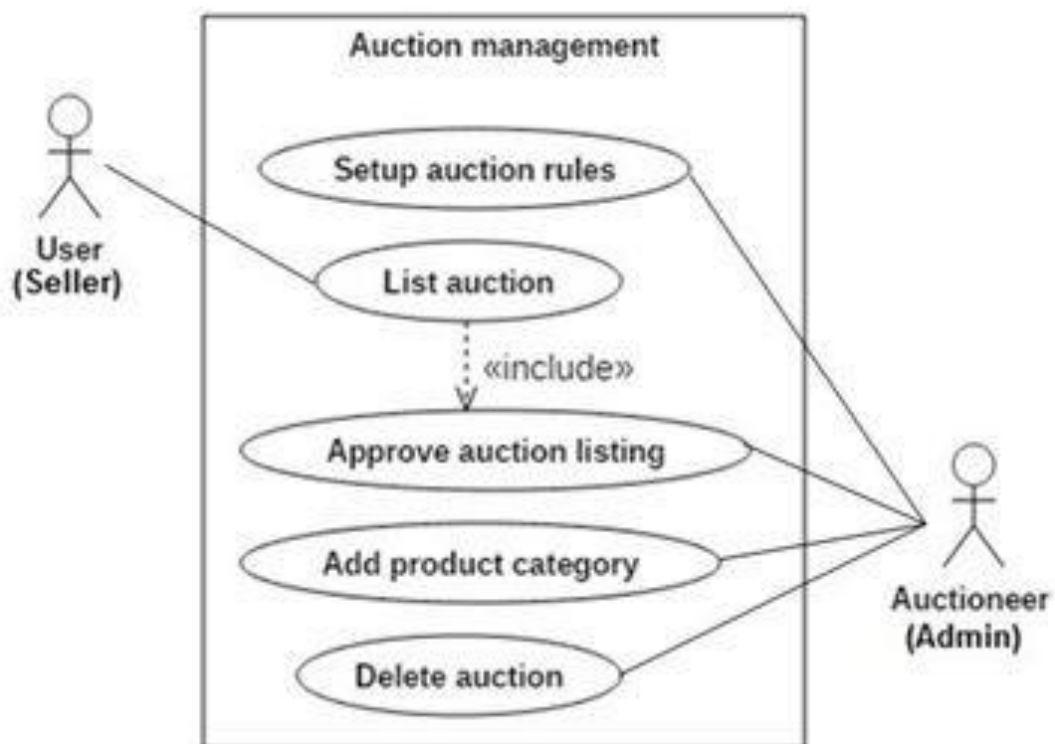 Auction management
Setup auction rules
User
(Seller)
List auction
«include»
Approve auction listing
Add product category
Auctioneer
(Admin)
Delete auction